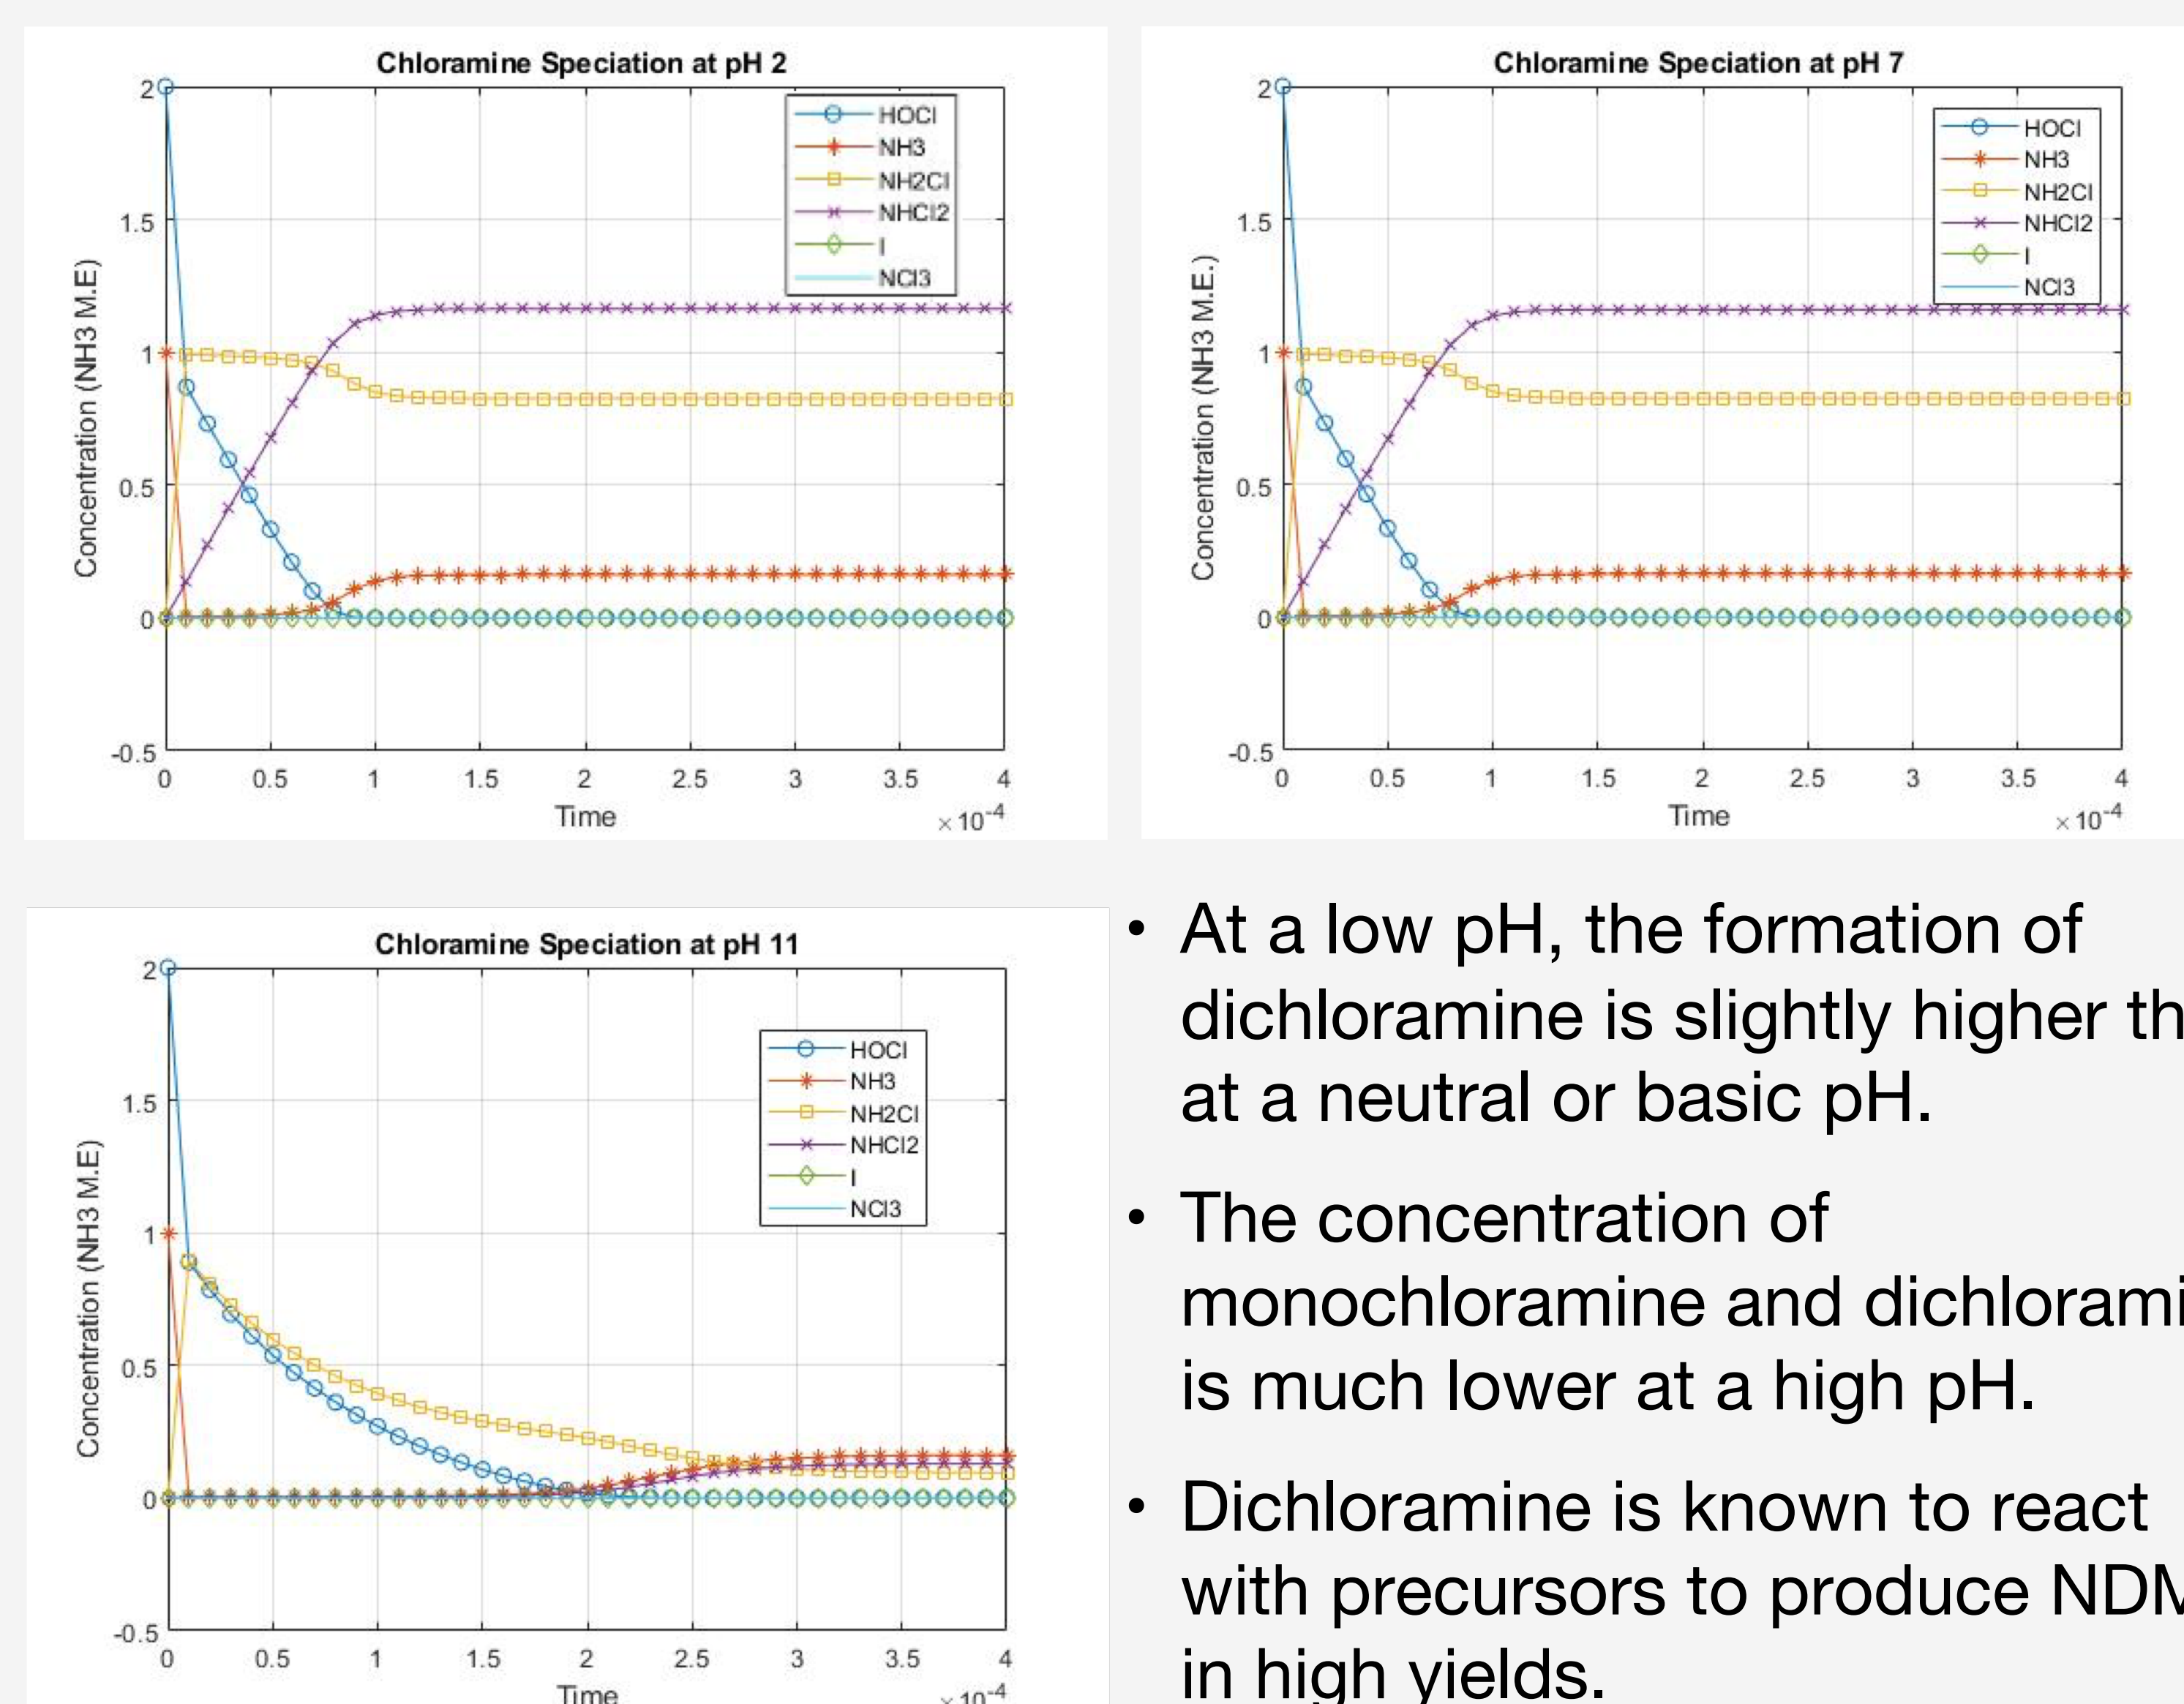 Chloramine Speciation at pH 2
2
1.5
1
0.5
0
-0.5
Concentration (NH3 M.E)
HOCl
NH3
NH2Cl
NHCl2
I
NCl3
0 0.5 1 1.5 2 2.5 3 3.5 4
Time
×10-4
Chloramine Speciation at pH 7
2
1.5
1
0.5
0
-0.5
Concentration (NH3 M.E.)
HOCl
NH3
NH2Cl
NHCl2
I
NCl3
0 0.5 1 1.5 2 2.5 3 3.5 4
Time
×10-4
Chloramine Speciation at pH 11
2
1.5
1
0.5
0
-0.5
Concentration (NH3 M.E)
HOCl
NH3
NH2Cl
NHCl2
I
NCl3
0 0.5 1 1.5 2 2.5 3 3.5 4
Time
×10-4
• At a low pH, the formation of
dichloramine is slightly higher
at a neutral or basic pH.
• The concentration of
monochloramine and
is much lower at a high pH.
• Dichloramine is known to react
with precursors to produce
in high yields.